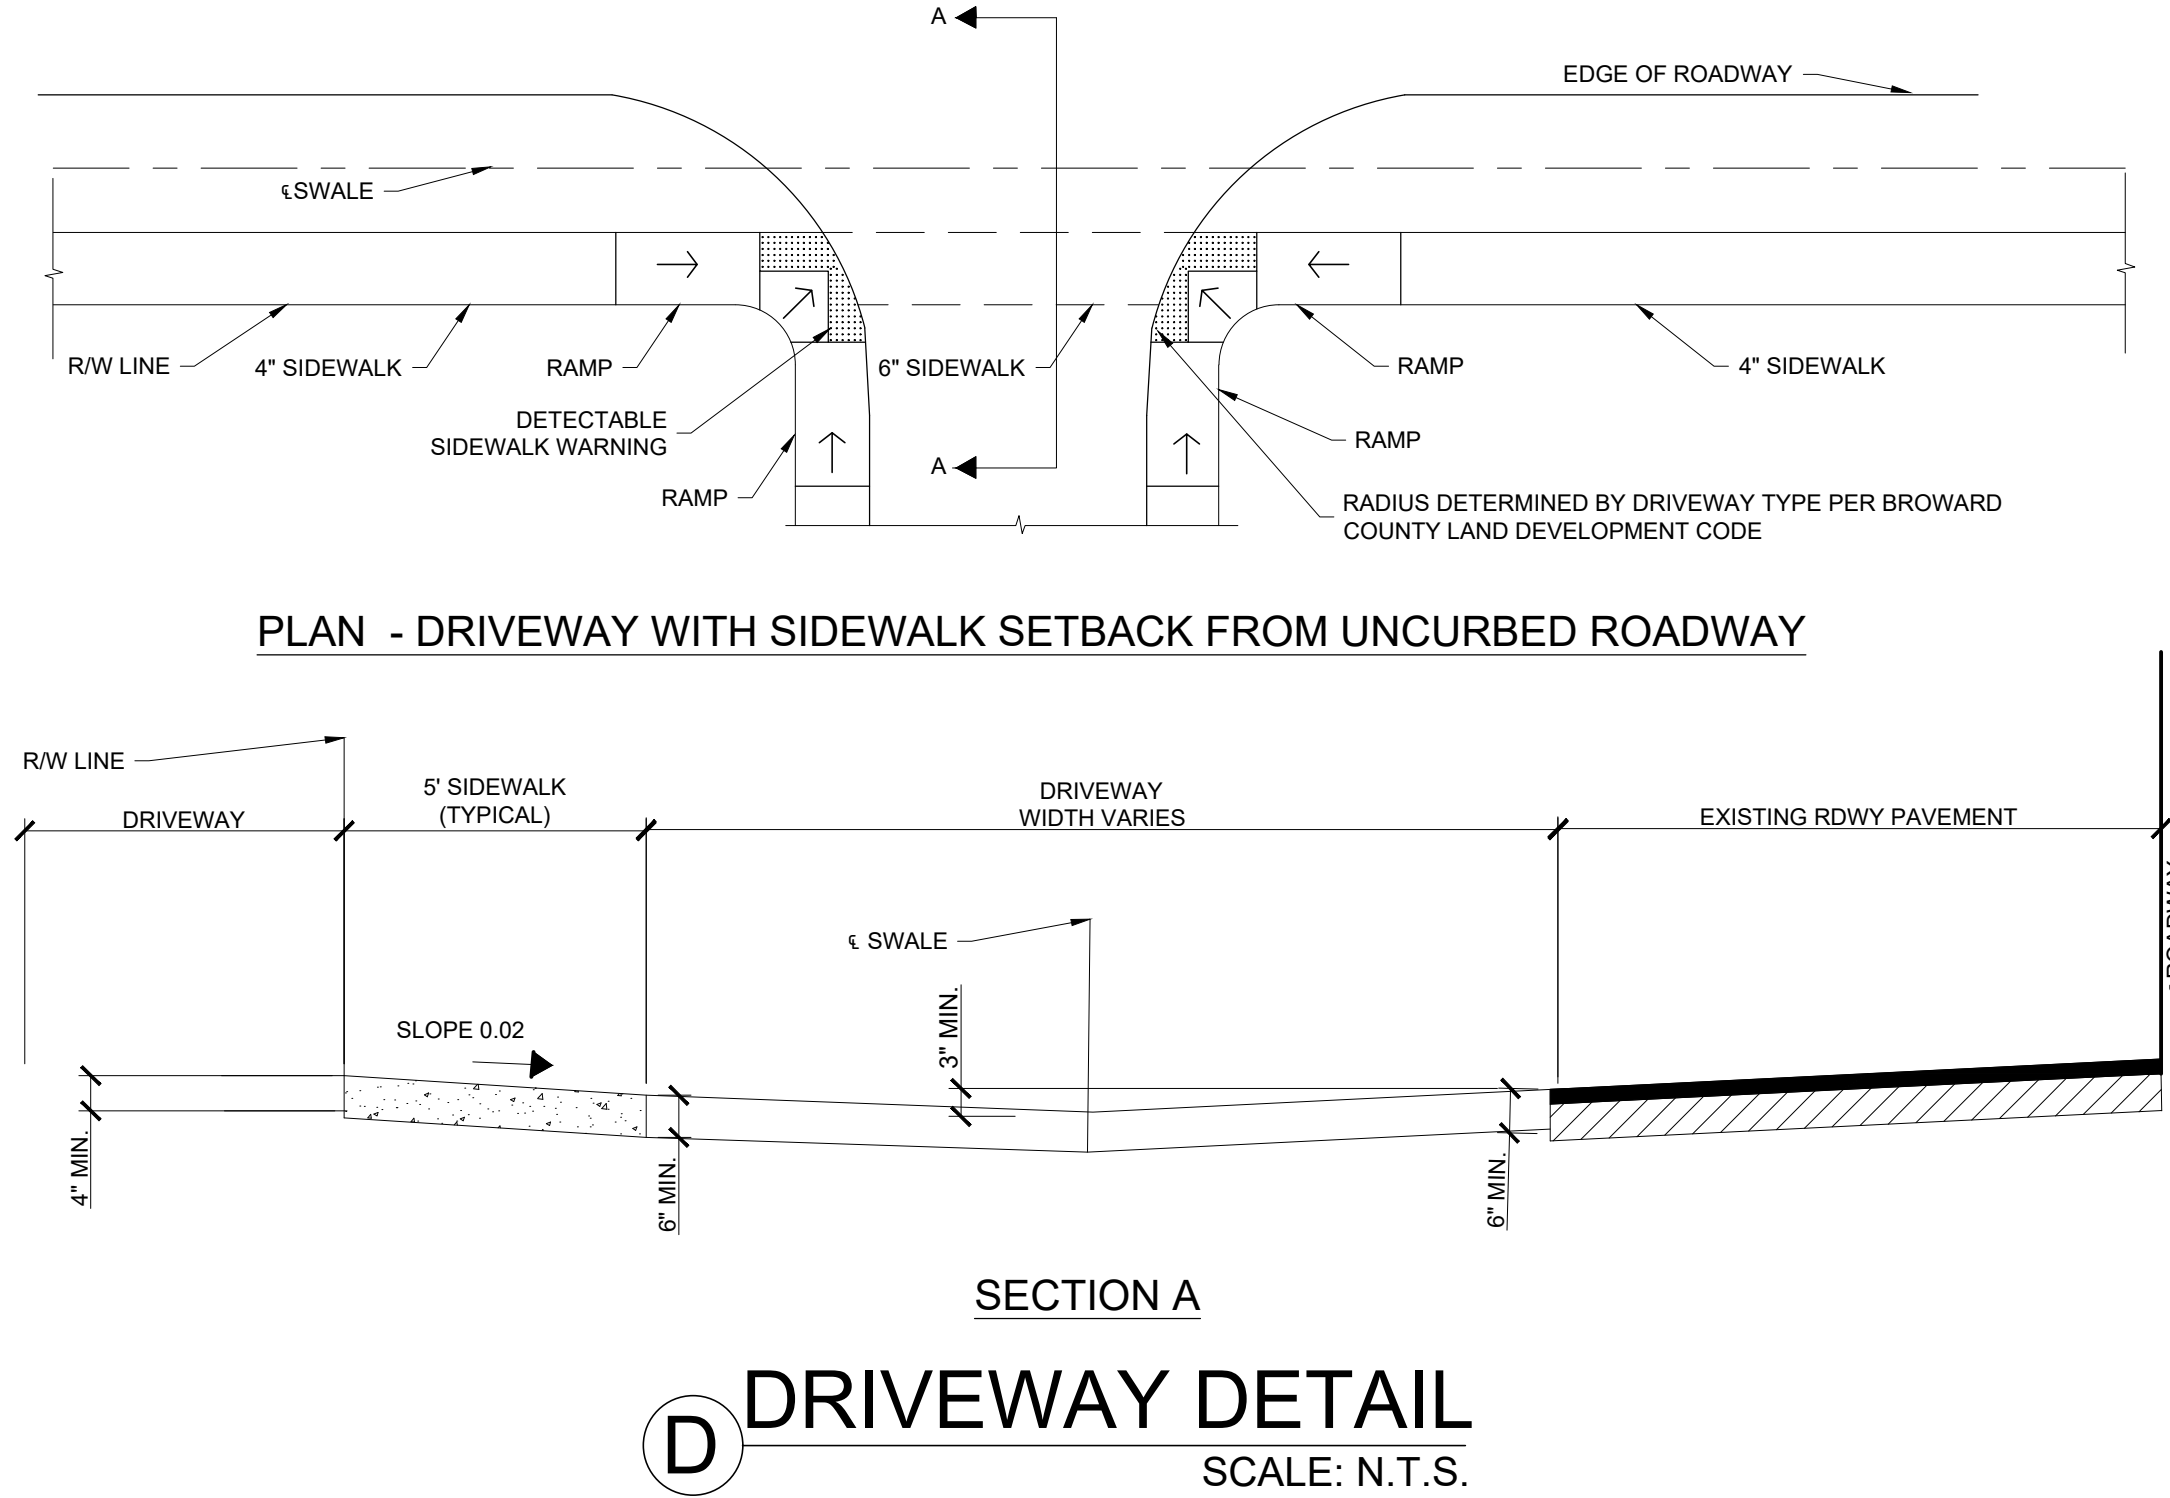 A
EDGE OF ROADWAY
℄SWALE
R/W LINE
4" SIDEWALK
RAMP
6" SIDEWALK
RAMP
4" SIDEWALK
DETECTABLE
SIDEWALK WARNING
RAMP
A
RAMP
RADIUS DETERMINED BY DRIVEWAY TYPE PER BROWARD
COUNTY LAND DEVELOPMENT CODE
PLAN - DRIVEWAY WITH SIDEWALK SETBACK FROM UNCURBED ROADWAY
R/W LINE
DRIVEWAY
5' SIDEWALK
(TYPICAL)
DRIVEWAY
WIDTH VARIES
EXISTING RDWY PAVEMENT
℄ SWALE
SLOPE 0.02
3" MIN.
4" MIN.
6" MIN.
6" MIN.
SECTION A
D
DRIVEWAY DETAIL
SCALE: N.T.S.